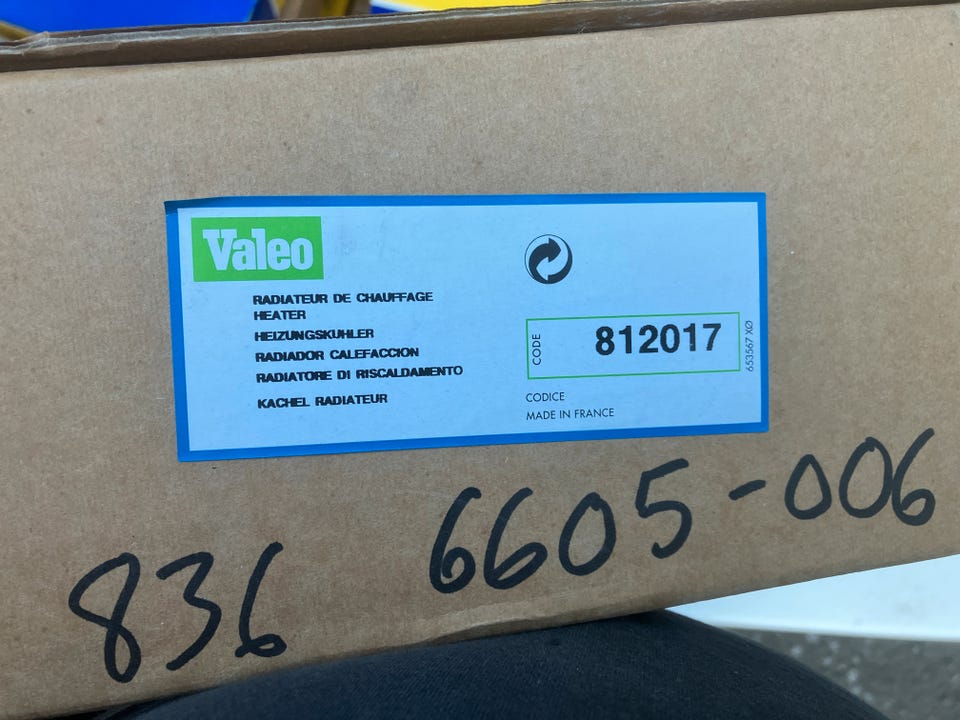 Valeo
RADIATEUR DE CHAUFFAGE
HEATER
HEIZUNGSKUHLER
RADIADOR CALEFACCION
RADIATORE DI RISCALDAMENTO
KACHEL RADIATEUR
CODE
812017
653567 X01
CODICE
MADE IN FRANCE
836
6605-006